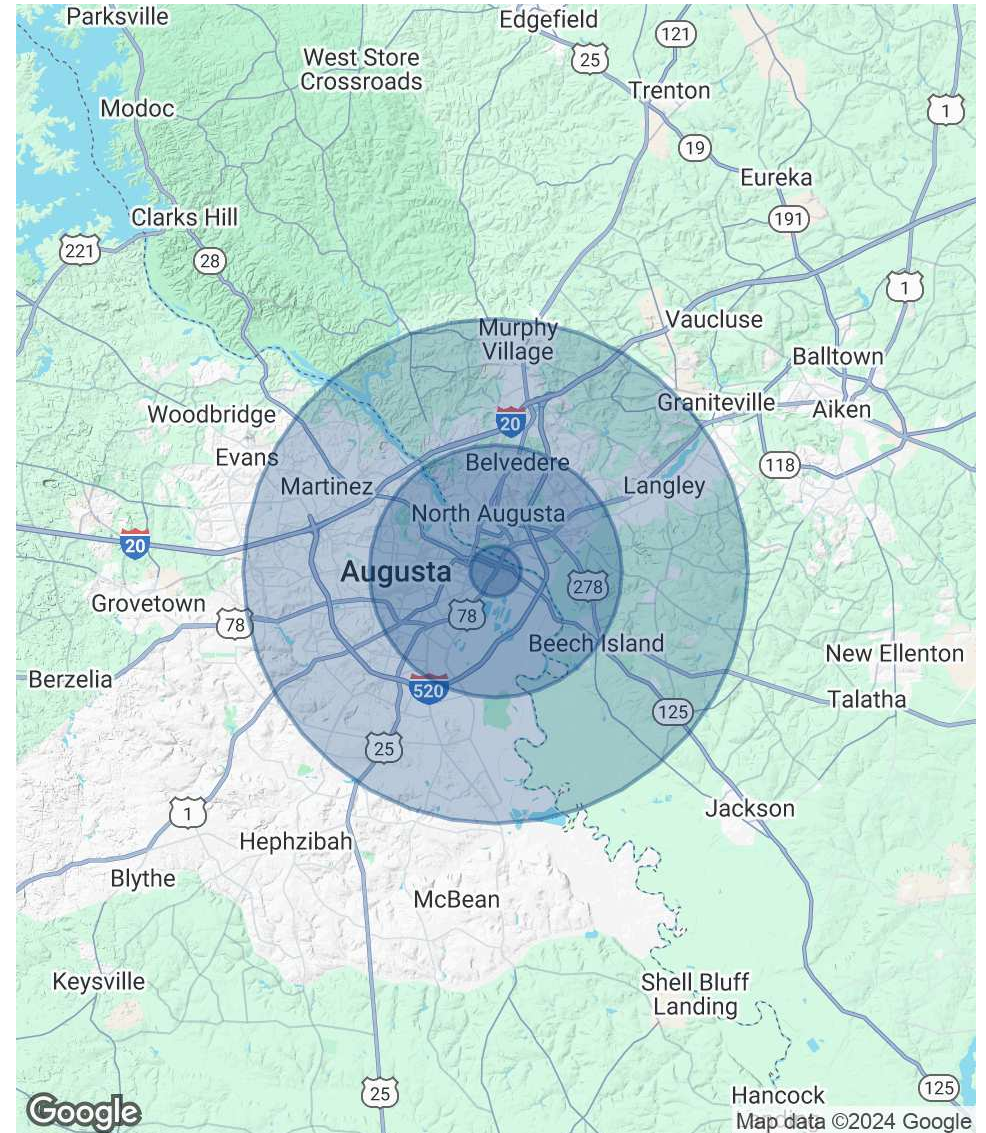 Parksville
Edgefield
121
25
West Store
Crossroads
Trenton
Modoc
1
19
Eureka
191
Clarks Hill
221
28
1
Murphy
Village
Vaucluse
Balltown
Woodbridge
Graniteville
Aiken
20
Evans
Belvedere
118
Martinez
Langley
North Augusta
20
Augusta
278
Grovetown
78
78
Beech Island
New Ellenton
Berzelia
520
Talatha
125
25
1
Jackson
Hephzibah
Blythe
McBean
Keysville
Shell Bluff
Landing
25
Hancock
125
Google
Map data ©2024 Google